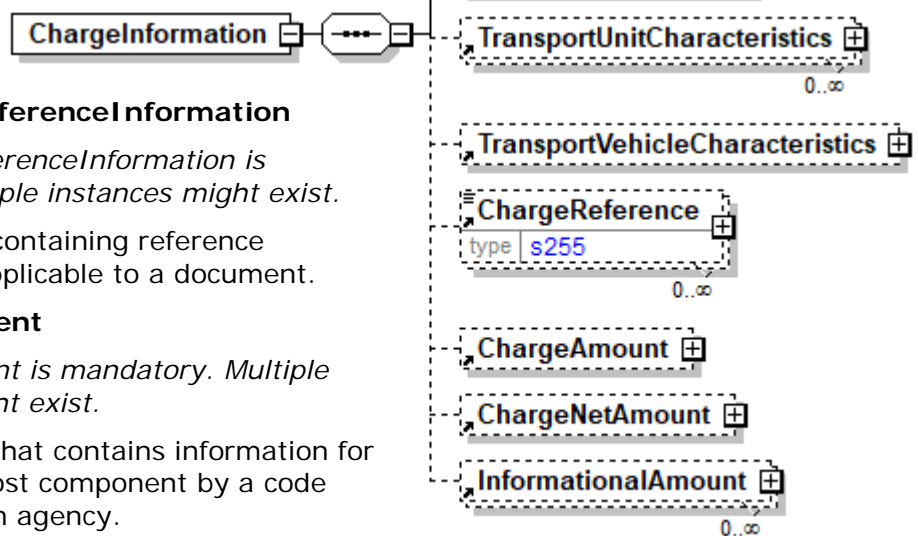 ChargeInformation
TransportUnitCharacteristics
0..∞
TransportVehicleCharacteristics
ChargeReference
type s255
0..∞
ChargeAmount
ChargeNetAmount
InformationalAmount
0..∞
ferenceInformation
erenceInformation is
ple instances might exist.
containing reference
pplicable to a document.
ent
nt is mandatory. Multiple
nt exist.
hat contains information for
ost component by a code
n agency.